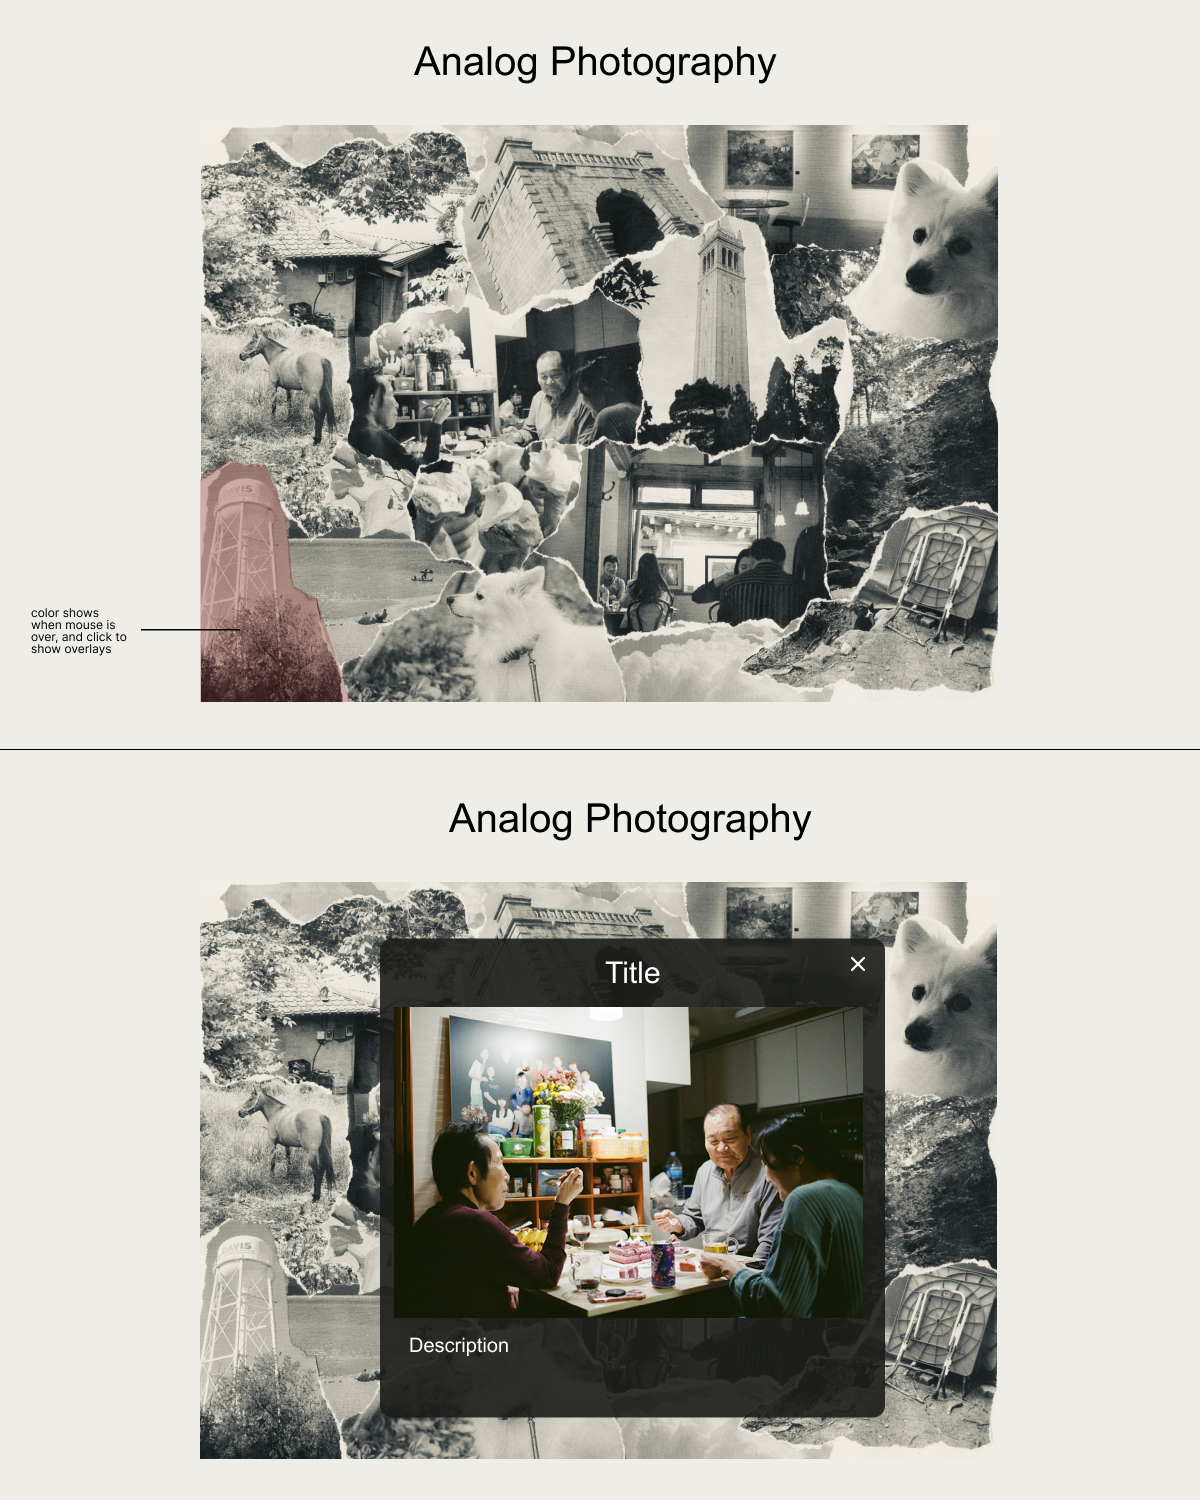 Analog Photography
DAVIS
color shows
when mouse is
over, and click to
show overlays
Analog Photography
Title
DAVIS
Description